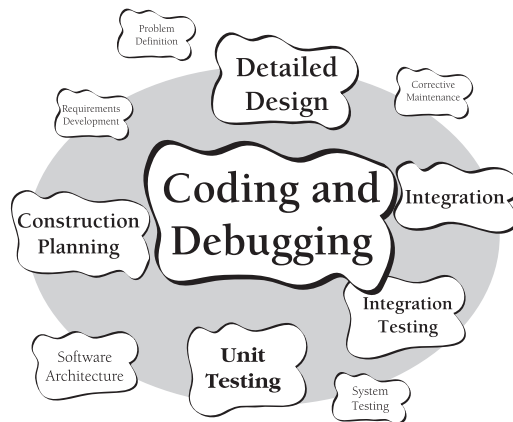 Problem
Definition
Detailed
Design
Corrective
Maintenance
Requirements
Development
Coding and
Debugging
Integration
Construction
Planning
Integration
Testing
Software
Architecture
Unit
Testing
System
Testing